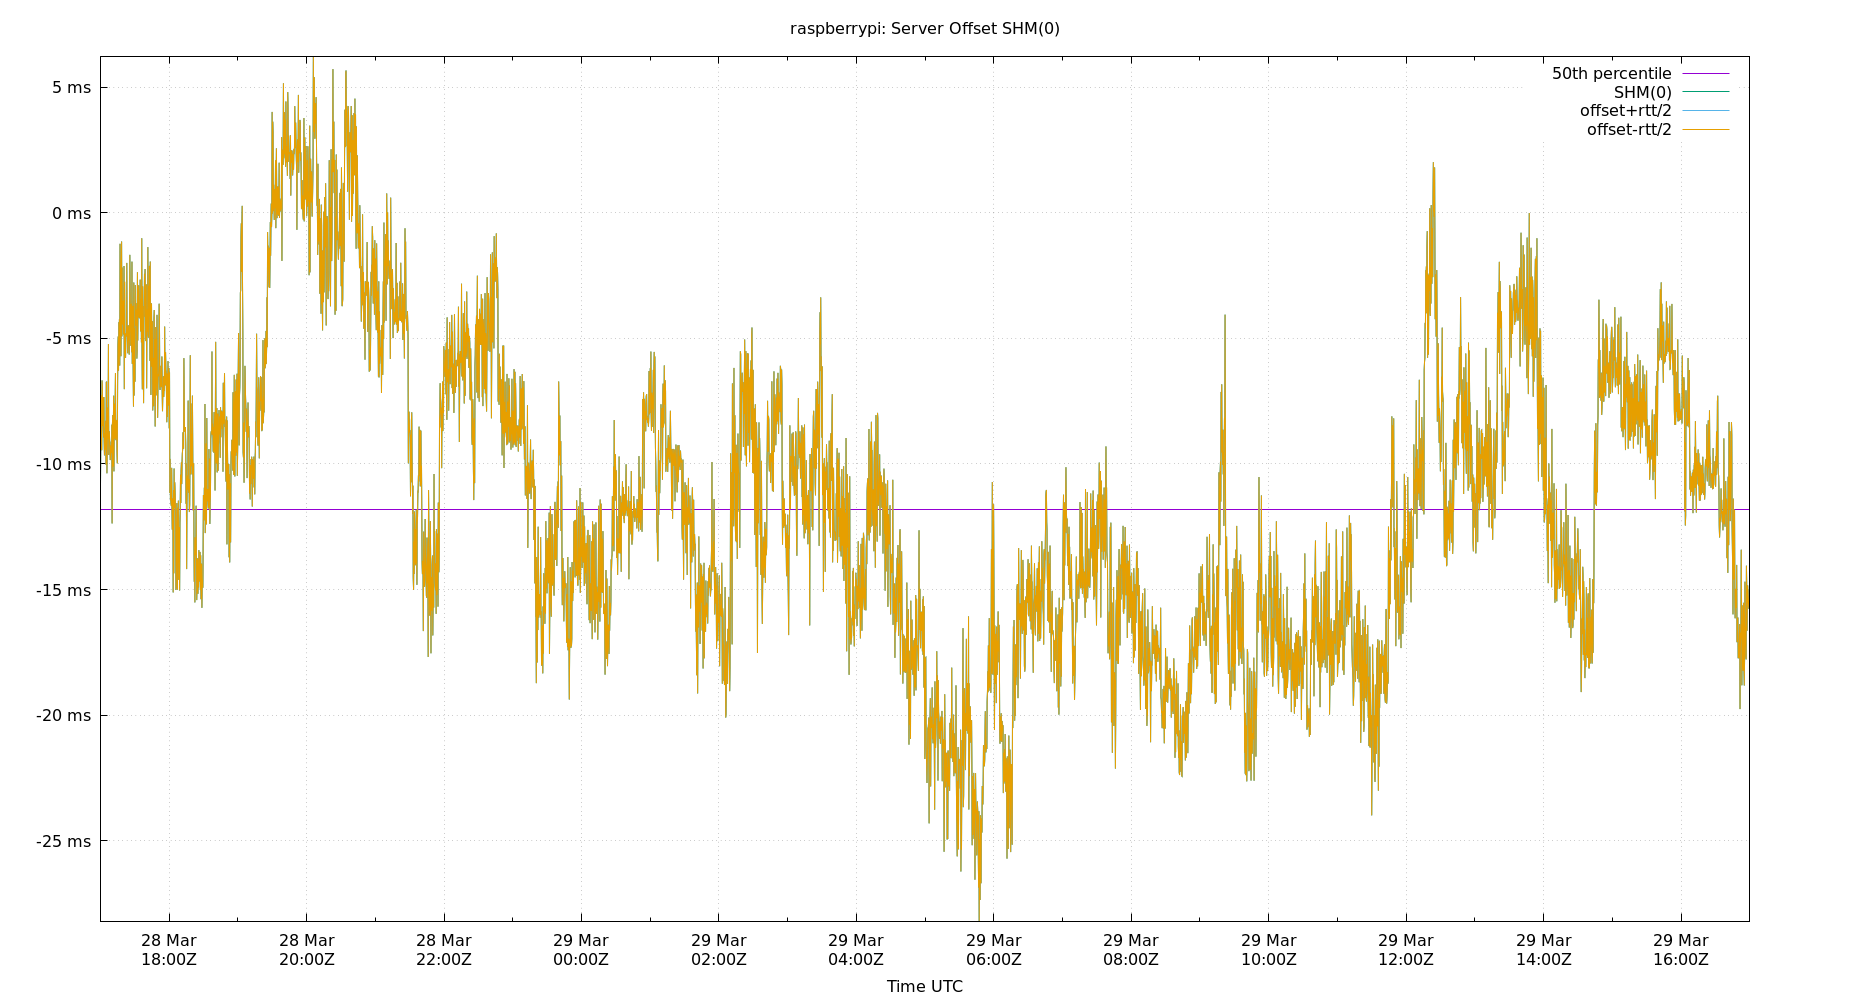 raspberrypi: Server Offset SHM(0)
50th percentile
SHM(0)
offset+rtt/2
offset-rtt/2
5 ms
0 ms
-5 ms
-10 ms
-15 ms
-20 ms
-25 ms
28 Mar 28 Mar 28 Mar 29 Mar 29 Mar 29 Mar 29 Mar 29 Mar 29 Mar 29 Mar 29 Mar 29 Mar
18:00Z 20:00Z 22:00Z 00:00Z 02:00Z 04:00Z 06:00Z 08:00Z 10:00Z 12:00Z 14:00Z 16:00Z
Time UTC